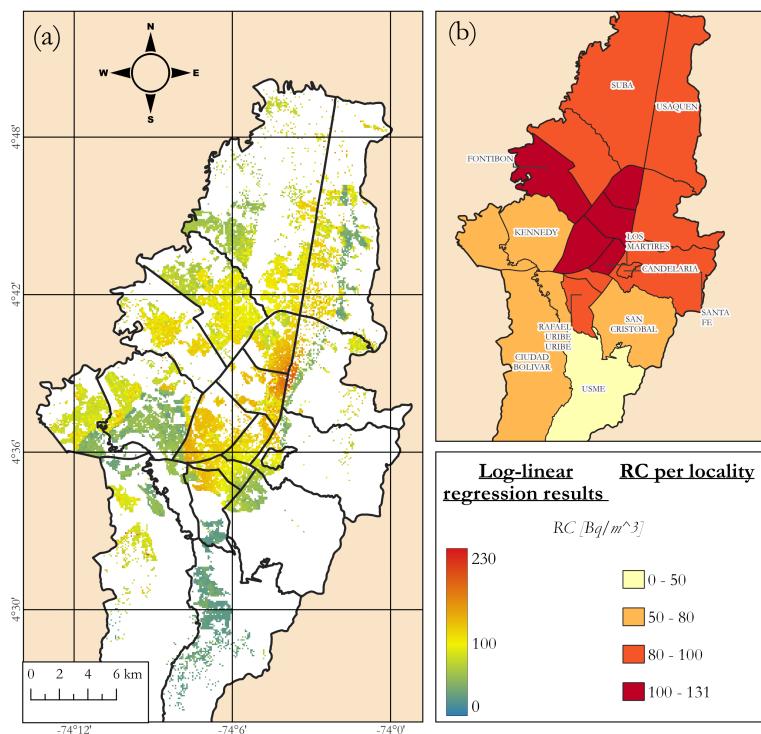 (a)
N
W
E
S
4°48'
4°42'
4°36'
4°30'
0 2 4 6 km
-74°12'
-74°6'
-74°0'
(b)
SUBA
USAQUEN
FONTIBON
KENNEDY
LOS
MARTIRES
CANDELARIA
SANTA
FE
SAN
CRISTOBAL
RAFAEL
URIBE
URIBE
CIUDAD
BOLIVAR
USME
Log-linear
regression results
RC per locality
RC [Bq/m^3]
230
100
0
0 - 50
50 - 80
80 - 100
100 - 131